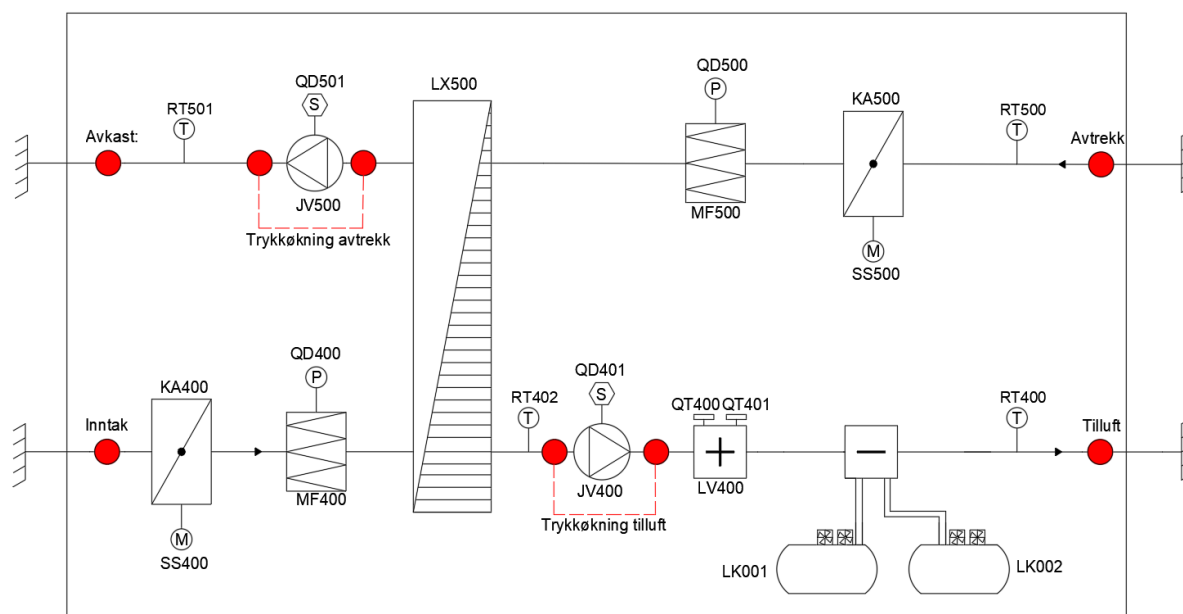 QD501
LX500
QD500
KA500
RT501
S
P
RT500
Avkast:
T
T
Avtrekk
JV500
MF500
Trykkøkning avtrekk
M
SS500
QD400
QD401
KA400
P
S
RT402
QT400
QT401
RT400
Inntak
T
T
Tilluft
MF400
JV400
LV400
Trykkøkning tilluft
M
SS400
LK001
LK002